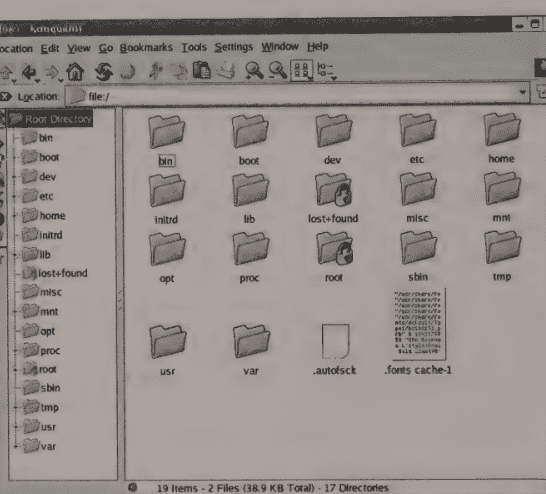 Konqueror
ocation Edit View Go Bookmarks Tools Settings Window Help
Location: file:/
Root Directory
bin
boot
dev
etc
home
initrd
lib
lost+found
misc
mnt
opt
proc
root
sbin
tmp
usr
var
bin boot dev etc home
initrd lib lost+found misc mnt
opt proc root sbin tmp
usr var .autofsck .fonts cache-1
19 Items - 2 Files (38.9 KB Total) - 17 Directories